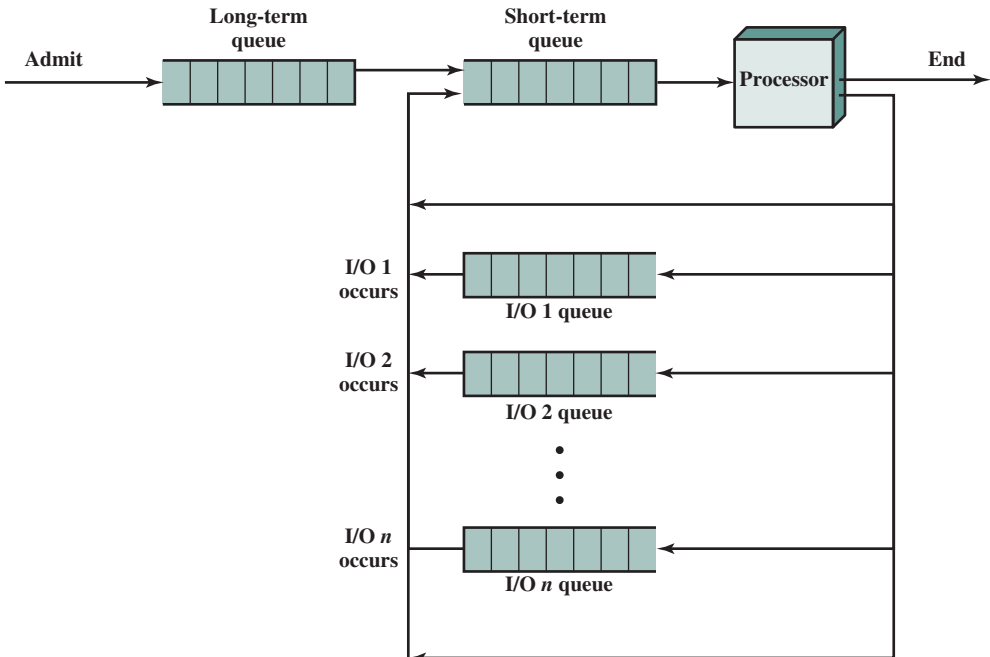 Long-term
queue
Short-term
queue
Admit
Processor
End
I/O 1
occurs
I/O 1 queue
I/O 2
occurs
I/O 2 queue
I/O n
occurs
I/O n queue